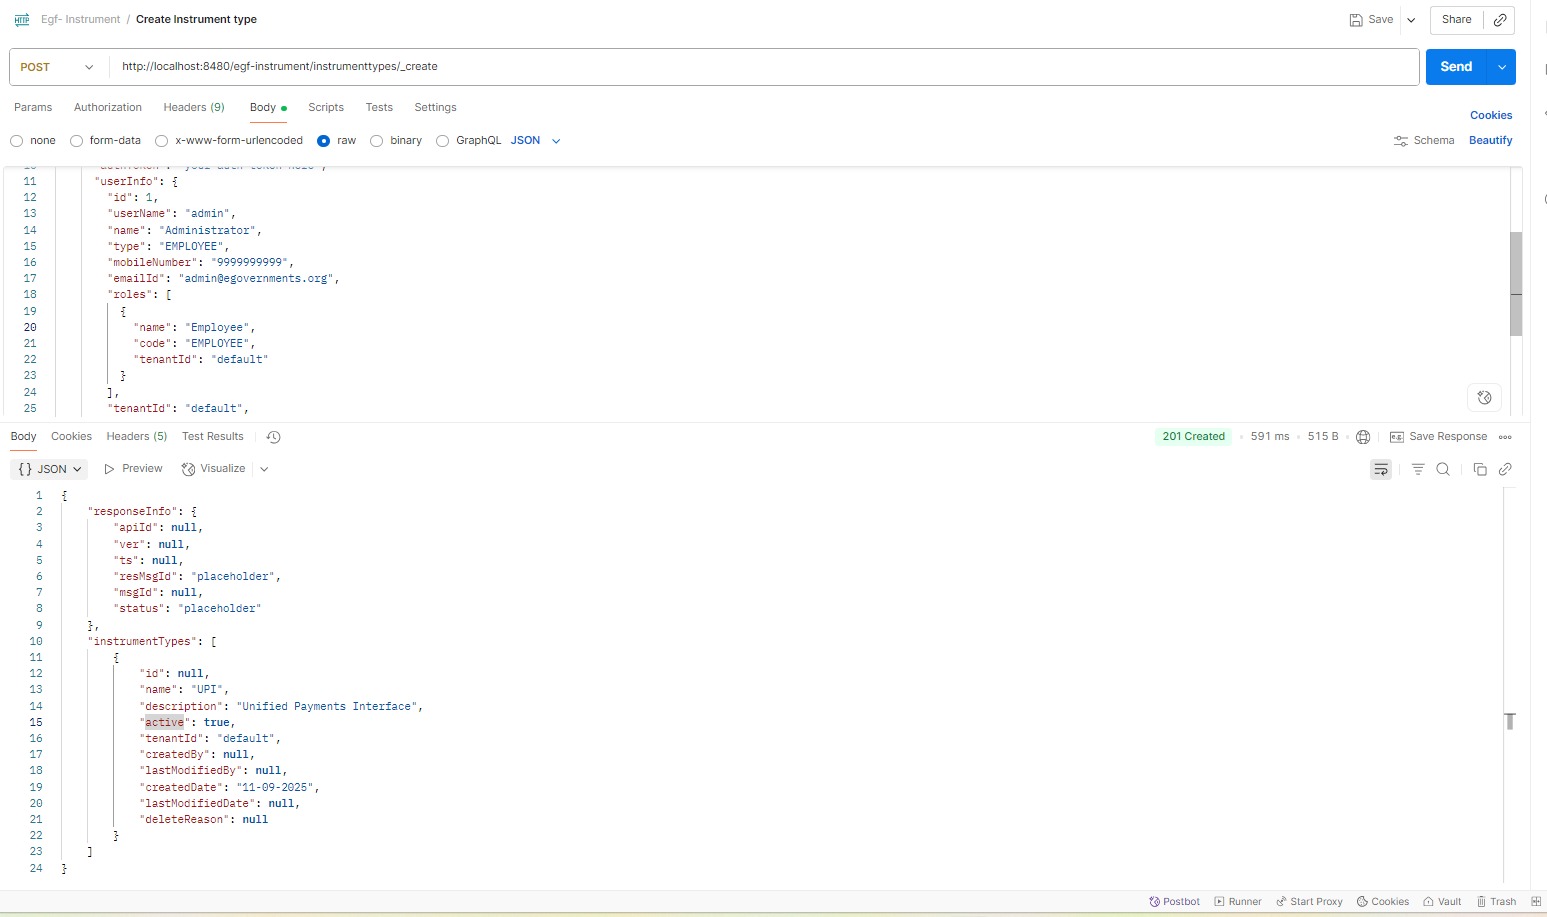 HTTP Egf- Instrument / Create Instrument type Save Share
POST http://localhost:8480/egf-instrument/instrumenttypes/_create Send
Params Authorization Headers (9) Body Scripts Tests Settings Cookies
none form-data x-www-form-urlencoded raw binary GraphQL JSON Schema Beautify
11 "userInfo": {
12 "id": 1,
13 "userName": "admin",
14 "name": "Administrator",
15 "type": "EMPLOYEE",
16 "mobileNumber": "9999999999",
17 "emailId": "admin@egovernments.org",
18 "roles": [
19 {
20 "name": "Employee",
21 "code": "EMPLOYEE",
22 "tenantId": "default"
23 }
24 ],
25 "tenantId": "default",
Body Cookies Headers (5) Test Results 201 Created 591 ms 515 B Save Response
{} JSON Preview Visualize
1 {
2 "responseInfo": {
3 "apiId": null,
4 "ver": null,
5 "ts": null,
6 "resMsgId": "placeholder",
7 "msgId": null,
8 "status": "placeholder"
9 },
10 "instrumentTypes": [
11 {
12 "id": null,
13 "name": "UPI",
14 "description": "Unified Payments Interface",
15 "active": true,
16 "tenantId": "default",
17 "createdBy": null,
18 "lastModifiedBy": null,
19 "createdDate": "11-09-2025",
20 "lastModifiedDate": null,
21 "deleteReason": null
22 }
23 ]
24 }
Postbot Runner Start Proxy Cookies Vault Trash